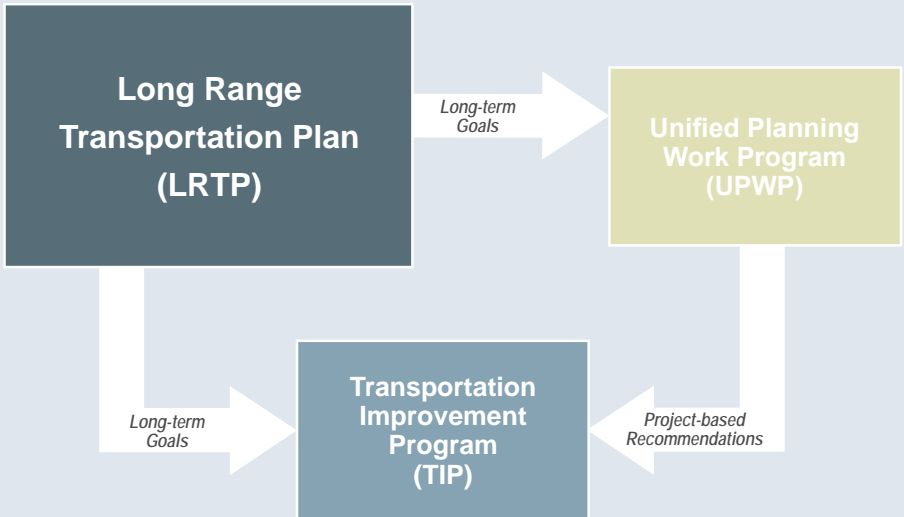 Long Range
Transportation Plan
(LRTP)
Long-term
Goals
Unified Planning
Work Program
(UPWP)
Long-term
Goals
Transportation
Improvement
Program
(TIP)
Project-based
Recommendations